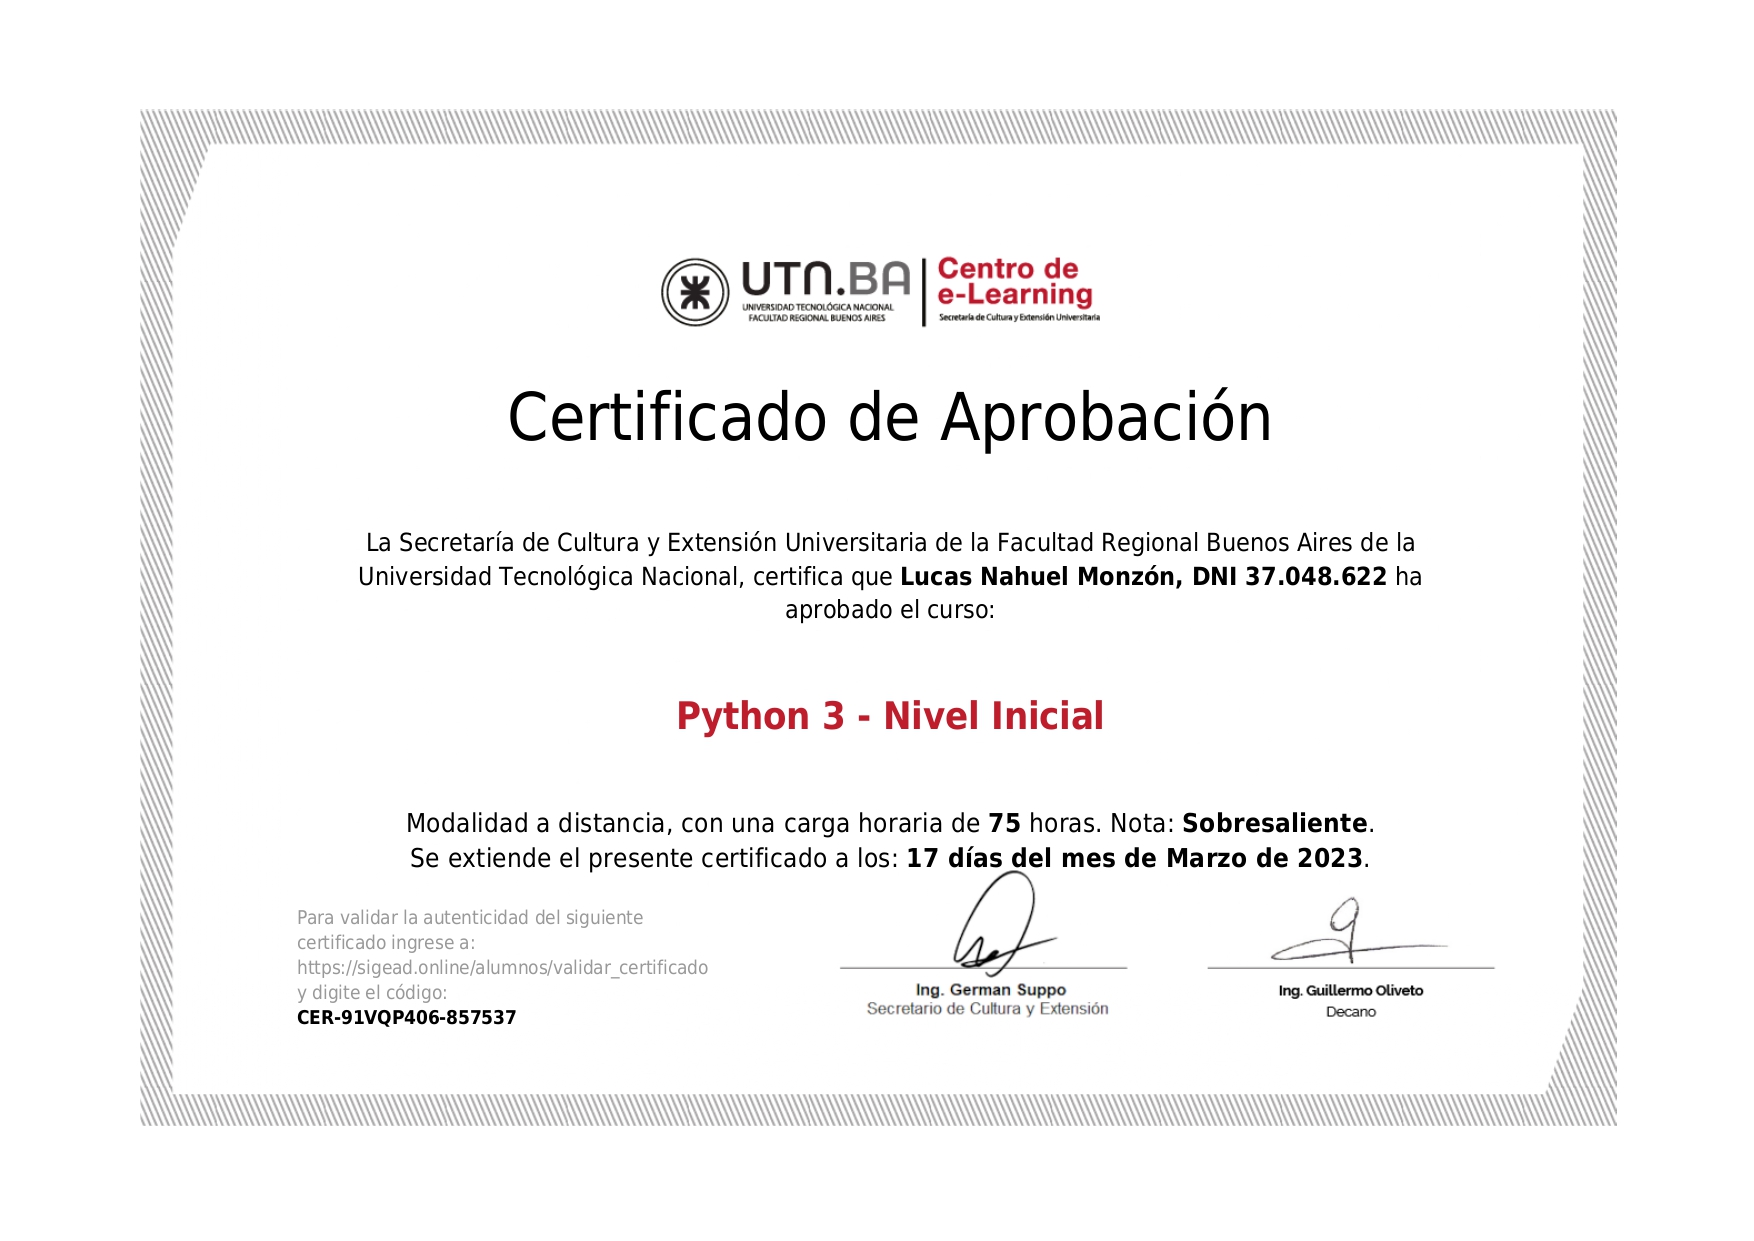 UTN.BA
UNIVERSIDAD TECNOLÓGICA NACIONAL
FACULTAD REGIONAL BUENOS AIRES
Centro de
e-Learning
Secretaría de Cultura y Extensión Universitaria
Certificado de Aprobación
La Secretaría de Cultura y Extensión Universitaria de la Facultad Regional Buenos Aires de la
Universidad Tecnológica Nacional, certifica que Lucas Nahuel Monzón, DNI 37.048.622 ha
aprobado el curso:
Python 3 - Nivel Inicial
Modalidad a distancia, con una carga horaria de 75 horas. Nota: Sobresaliente.
Se extiende el presente certificado a los: 17 días del mes de Marzo de 2023.
Para validar la autenticidad del siguiente
certificado ingrese a:
https://sigead.online/alumnos/validar_certificado
y digite el código:
CER-91VQP406-857537
Ing. German Suppo
Secretario de Cultura y Extensión
Ing. Guillermo Oliveto
Decano